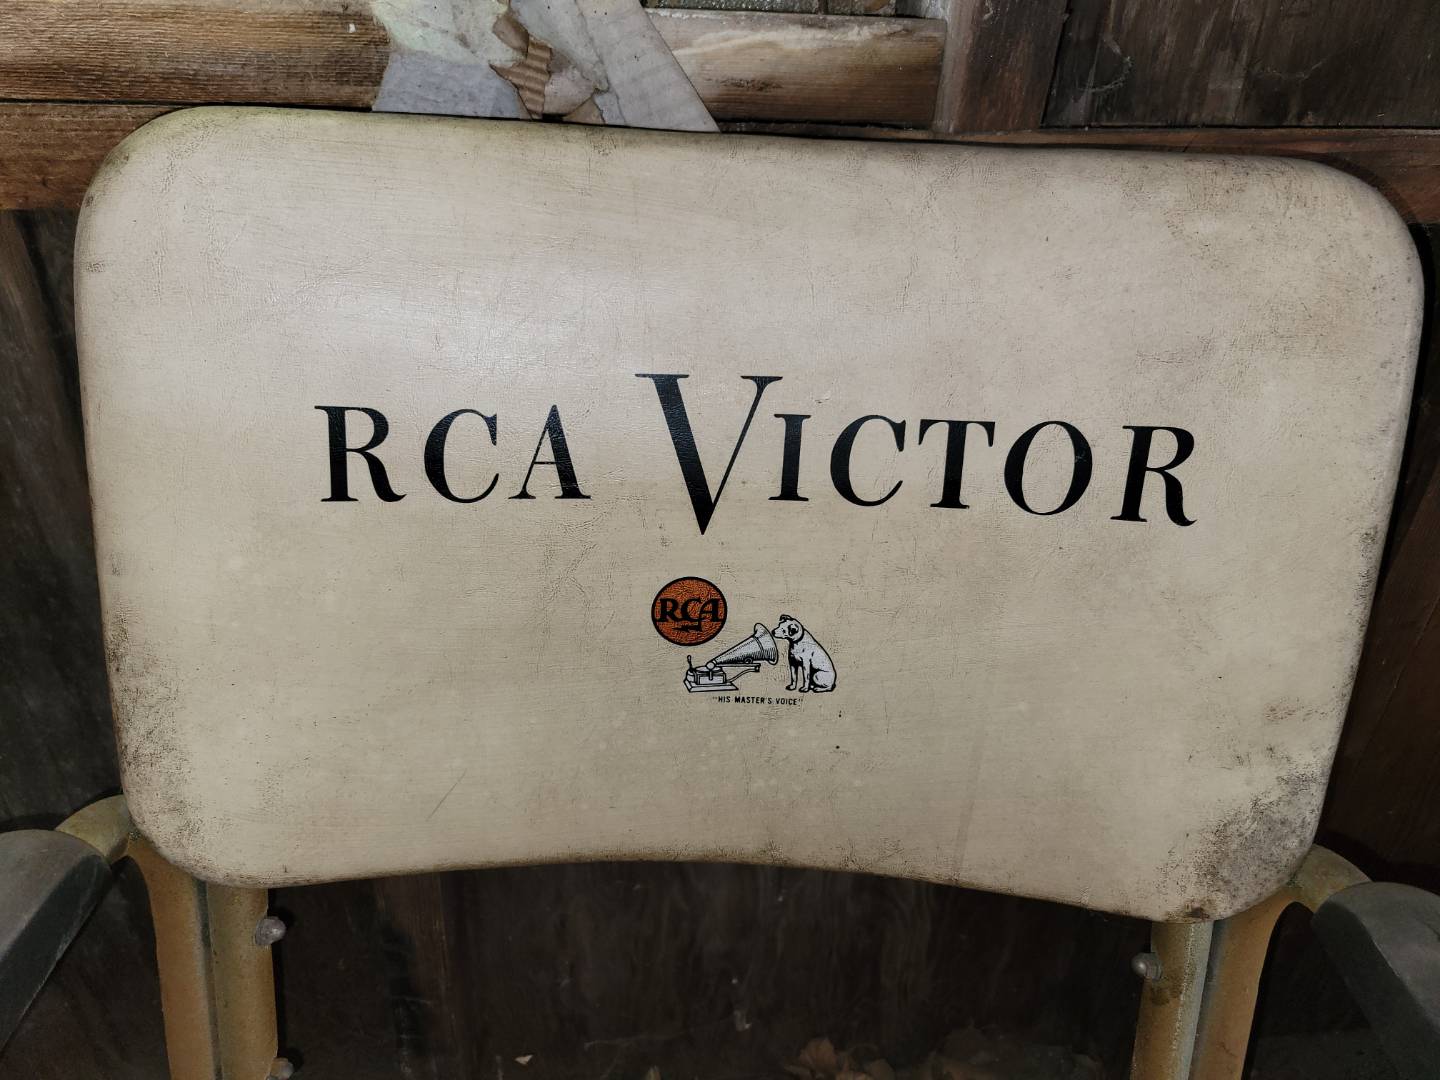 RCA VICTOR
RCA
"HIS MASTER'S VOICE"